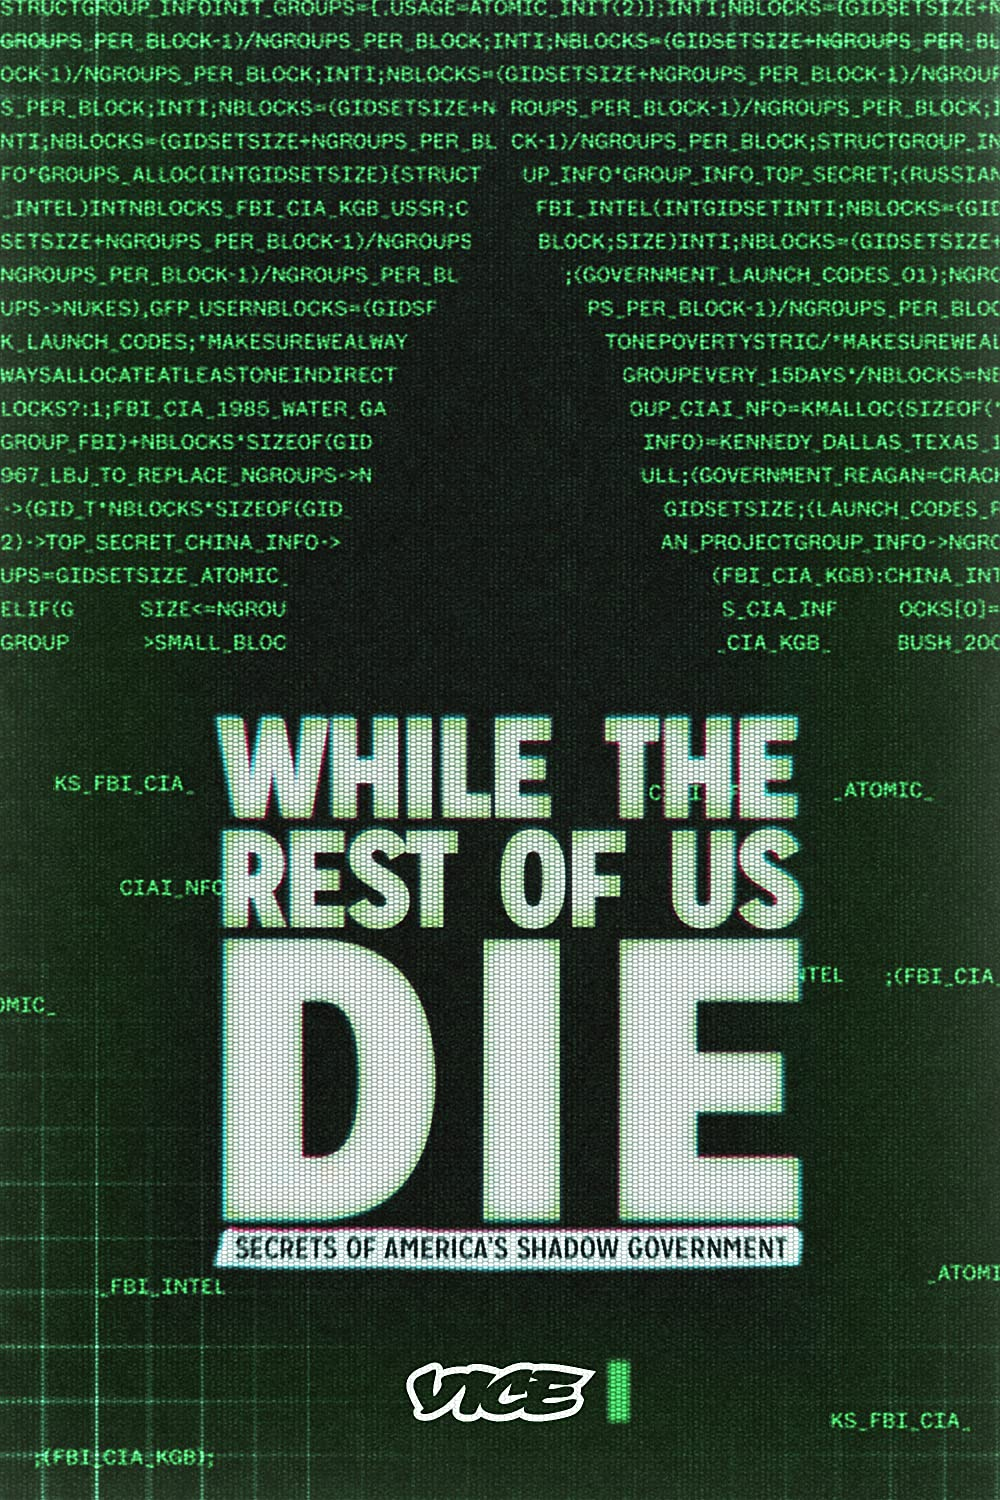 STRUCTGROUP_INFOINIT_GROUPS={.USAGE=ATOMIC_INIT(2)};INTI;NBLOCKS=(GIDSETSIZE+N
GROUPS_PER_BLOCK-1)/NGROUPS_PER_BLOCK;INTI;NBLOCKS=(GIDSETSIZE+NGROUPS_PER_BL
OCK-1)/NGROUPS_PER_BLOCK;INTI;NBLOCKS=(GIDSETSIZE+NGROUPS_PER_BLOCK-1)/NGROUP
S_PER_BLOCK;INTI;NBLOCKS=(GIDSETSIZE+N ROUPS_PER_BLOCK-1)/NGROUPS_PER_BLOCK;I
NTI;NBLOCKS=(GIDSETSIZE+NGROUPS_PER_BL CK-1)/NGROUPS_PER_BLOCK;STRUCTGROUP_IN
FO*GROUPS_ALLOC(INTGIDSETSIZE){STRUCT UP_INFO*GROUP_INFO_TOP_SECRET;(RUSSIAN
_INTEL)INTNBLOCKS_FBI_CIA_KGB_USSR;C FBI_INTEL(INTGIDSETINTI;NBLOCKS=(GID
SETSIZE+NGROUPS_PER_BLOCK-1)/NGROUPS BLOCK;SIZE)INTI;NBLOCKS=(GIDSETSIZE+
NGROUPS_PER_BLOCK-1)/NGROUPS_PER_BL ;(GOVERNMENT_LAUNCH_CODES_01);NGRO
UPS->NUKES),GFP_USERNBLOCKS=(GIDSF PS_PER_BLOCK-1)/NGROUPS_PER_BLOC
K_LAUNCH_CODES;*MAKESUREWEALWAY TONEPOVERTYSTRIC/*MAKESUREWEAL
WAYSALLOCATEATLEASTONEINDIRECT GROUPEVERY_15DAYS*/NBLOCKS=NB
LOCKS?:1;FBI_CIA_1985_WATER_GA OUP_CIAI_NFO=KMALLOC(SIZEOF(*
GROUP_FBI)+NBLOCKS*SIZEOF(GID INFO)=KENNEDY_DALLAS_TEXAS_1
967_LBJ_TO_REPLACE_NGROUPS->N ULL;(GOVERNMENT_REAGAN=CRACK
->(GID_T*NBLOCKS*SIZEOF(GID_ GIDSETSIZE;(LAUNCH_CODES_F
2)->TOP_SECRET_CHINA_INFO-> AN_PROJECTGROUP_INFO->NGRO
UPS=GIDSETSIZE_ATOMIC_ (FBI_CIA_KGB):CHINA_INT
ELIF(G SIZE<=NGROU S_CIA_INF OCKS[0]=
GROUP >SMALL_BLOC _CIA_KGB_ BUSH_200
WHILE THE
KS_FBI_CIA_ _ATOMIC_
REST OF US
CIAI_NFO
DIE
NTEL ;(FBI_CIA_
OMIC_
SECRETS OF AMERICA'S SHADOW GOVERNMENT
_FBI_INTEL _ATOMI
VICE
KS_FBI_CIA_
;(FBI_CIA_KGB);